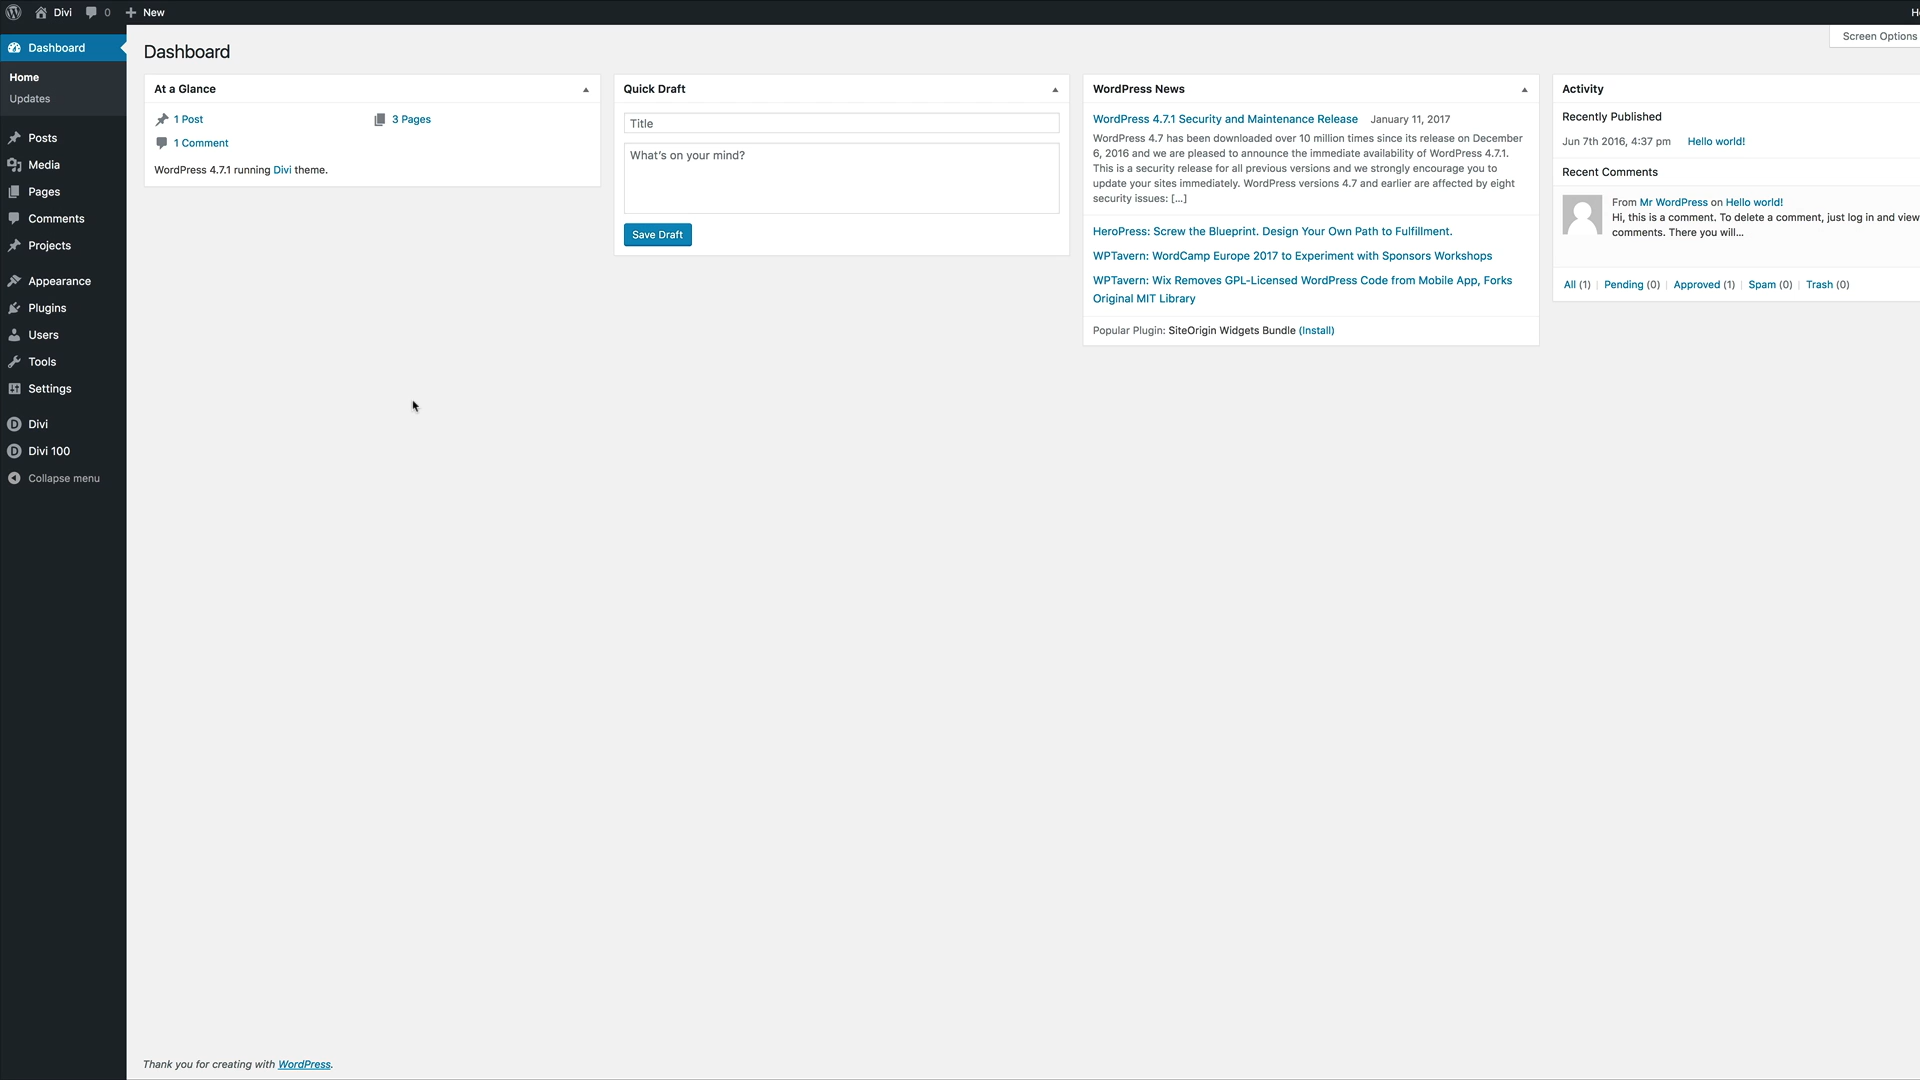 Divi
0
New
Screen Options
Dashboard
Home
Updates
Posts
Media
Pages
Comments
Projects
Appearance
Plugins
Users
Tools
Settings
Divi
Divi 100
Collapse menu
Dashboard
At a Glance
1 Post
3 Pages
1 Comment
WordPress 4.7.1 running Divi theme.
Quick Draft
Title
What's on your mind?
Save Draft
WordPress News
WordPress 4.7.1 Security and Maintenance Release January 11, 2017
WordPress 4.7 has been downloaded over 10 million times since its release on December
6, 2016 and we are pleased to announce the immediate availability of WordPress 4.7.1.
This is a security release for all previous versions and we strongly encourage you to
update your sites immediately. WordPress versions 4.7 and earlier are affected by eight
security issues: […]
HeroPress: Screw the Blueprint. Design Your Own Path to Fulfillment.
WPTavern: WordCamp Europe 2017 to Experiment with Sponsors Workshops
WPTavern: Wix Removes GPL-Licensed WordPress Code from Mobile App, Forks
Original MIT Library
Popular Plugin: SiteOrigin Widgets Bundle (Install)
Activity
Recently Published
Jun 7th 2016, 4:37 pm Hello world!
Recent Comments
From Mr WordPress on Hello world!
Hi, this is a comment. To delete a comment, just log in and view
comments. There you will…
All (1) | Pending (0) | Approved (1) | Spam (0) | Trash (0)
Thank you for creating with WordPress.